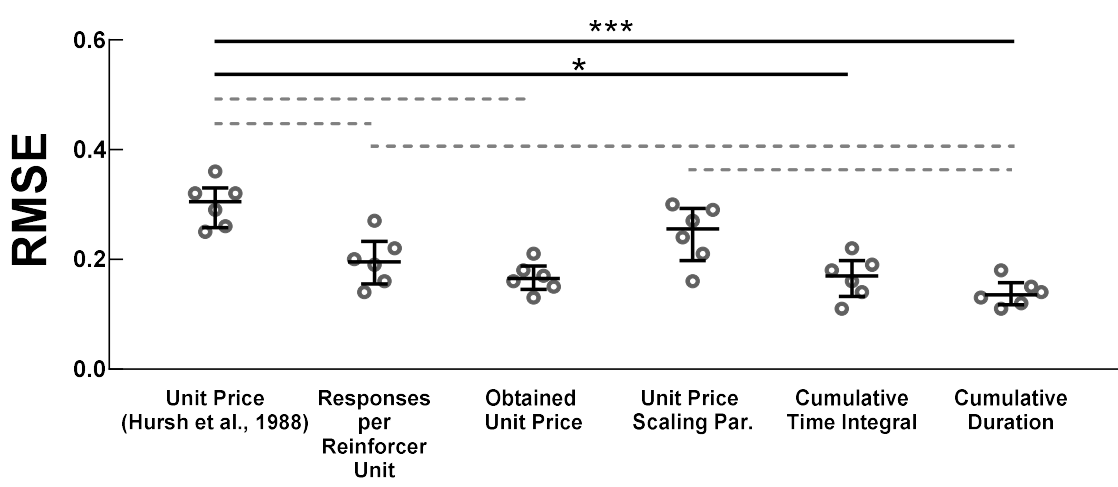 ***
0.6
*
0.4
0.2
0.0
RMSE
Unit Price
(Hursh et al., 1988)
Responses
per
Reinforcer
Unit
Obtained
Unit Price
Unit Price
Scaling Par.
Cumulative
Time Integral
Cumulative
Duration